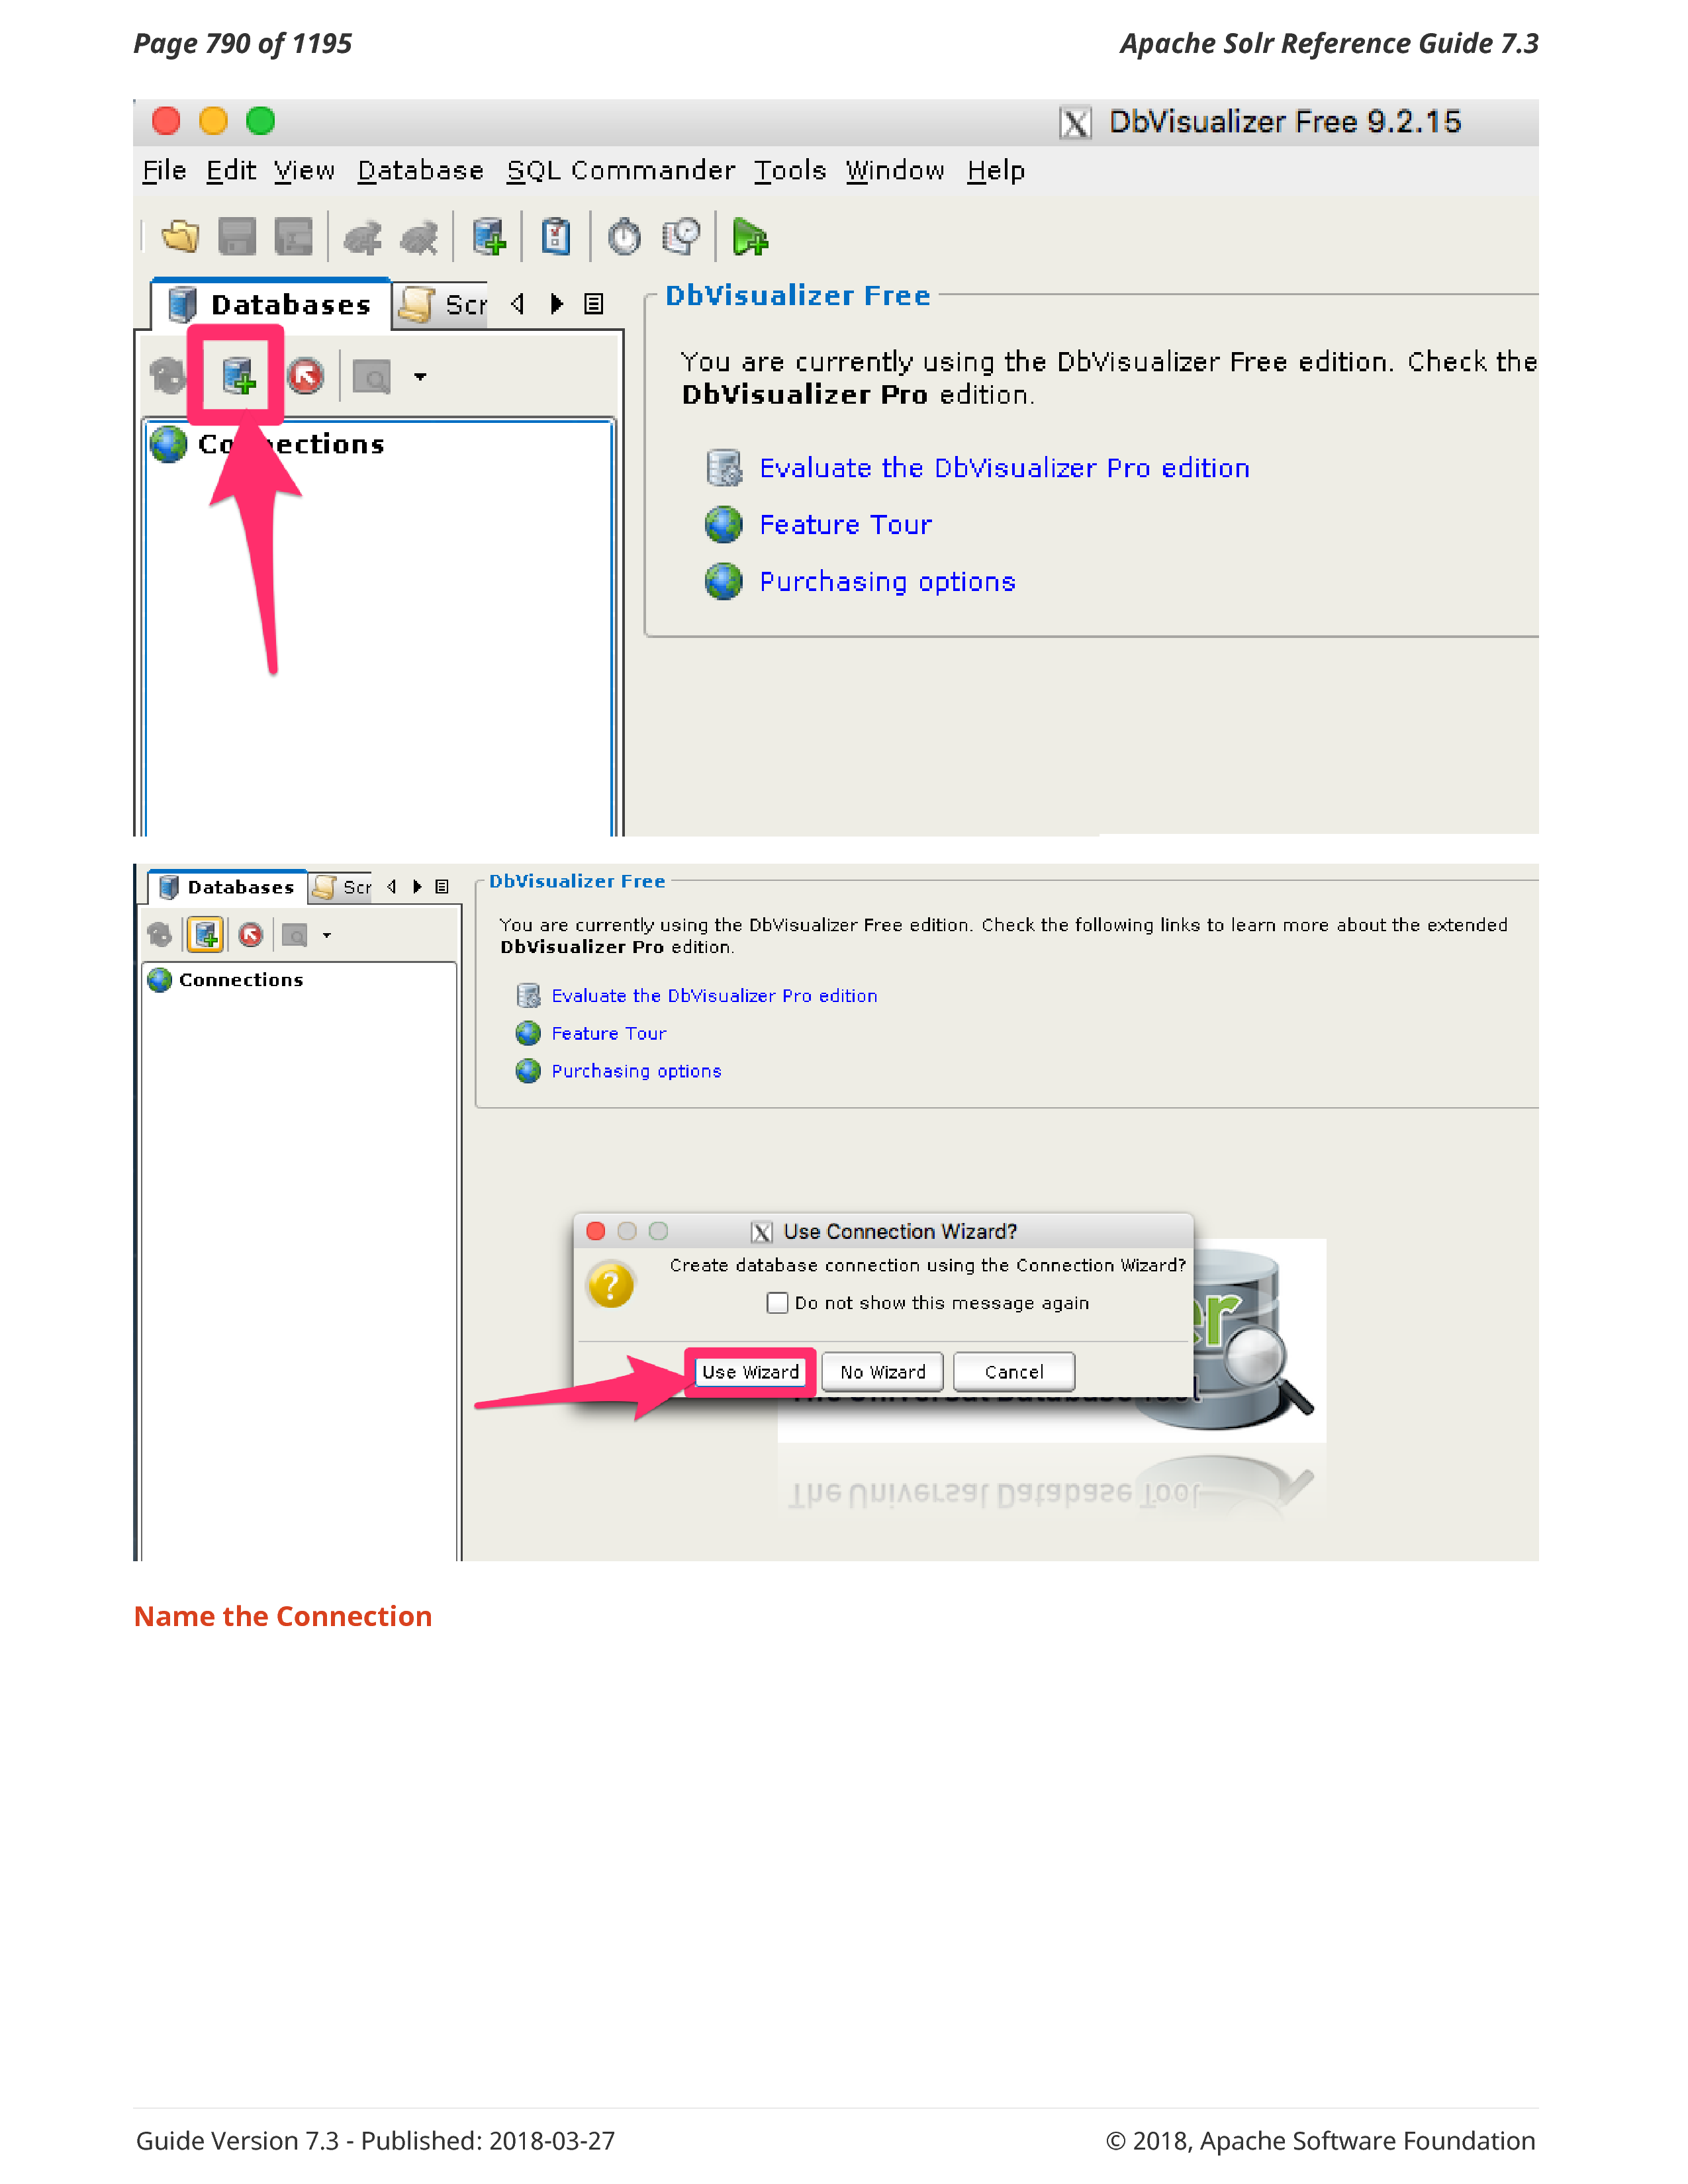 Page 790 of 1195
Apache Solr Reference Guide 7.3
DbVisualizer Free 9.2.15
File Edit View Database SQL Commander Tools Window Help
Databases
Scr
DbVisualizer Free
You are currently using the DbVisualizer Free edition. Check the
DbVisualizer Pro edition.
Connections
Evaluate the DbVisualizer Pro edition
Feature Tour
Purchasing options
Databases
Scr
DbVisualizer Free
You are currently using the DbVisualizer Free edition. Check the following links to learn more about the extended
DbVisualizer Pro edition.
Connections
Evaluate the DbVisualizer Pro edition
Feature Tour
Purchasing options
Use Connection Wizard?
Create database connection using the Connection Wizard?
Do not show this message again
er
Use Wizard
No Wizard
Cancel
The Universal Database Tool
The Universal Database Tool
Name the Connection
Guide Version 7.3 - Published: 2018-03-27
© 2018, Apache Software Foundation